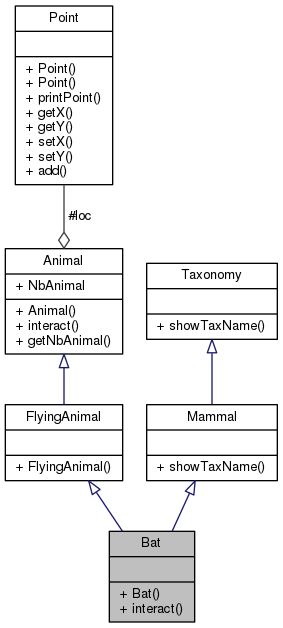 Point
+ Point()
+ Point()
+ printPoint()
+ getX()
+ getY()
+ setX()
+ setY()
+ add()
#loc
Animal
+ NbAnimal
+ Animal()
+ interact()
+ getNbAnimal()
Taxonomy
+ showTaxName()
FlyingAnimal
+ FlyingAnimal()
Mammal
+ showTaxName()
Bat
+ Bat()
+ interact()